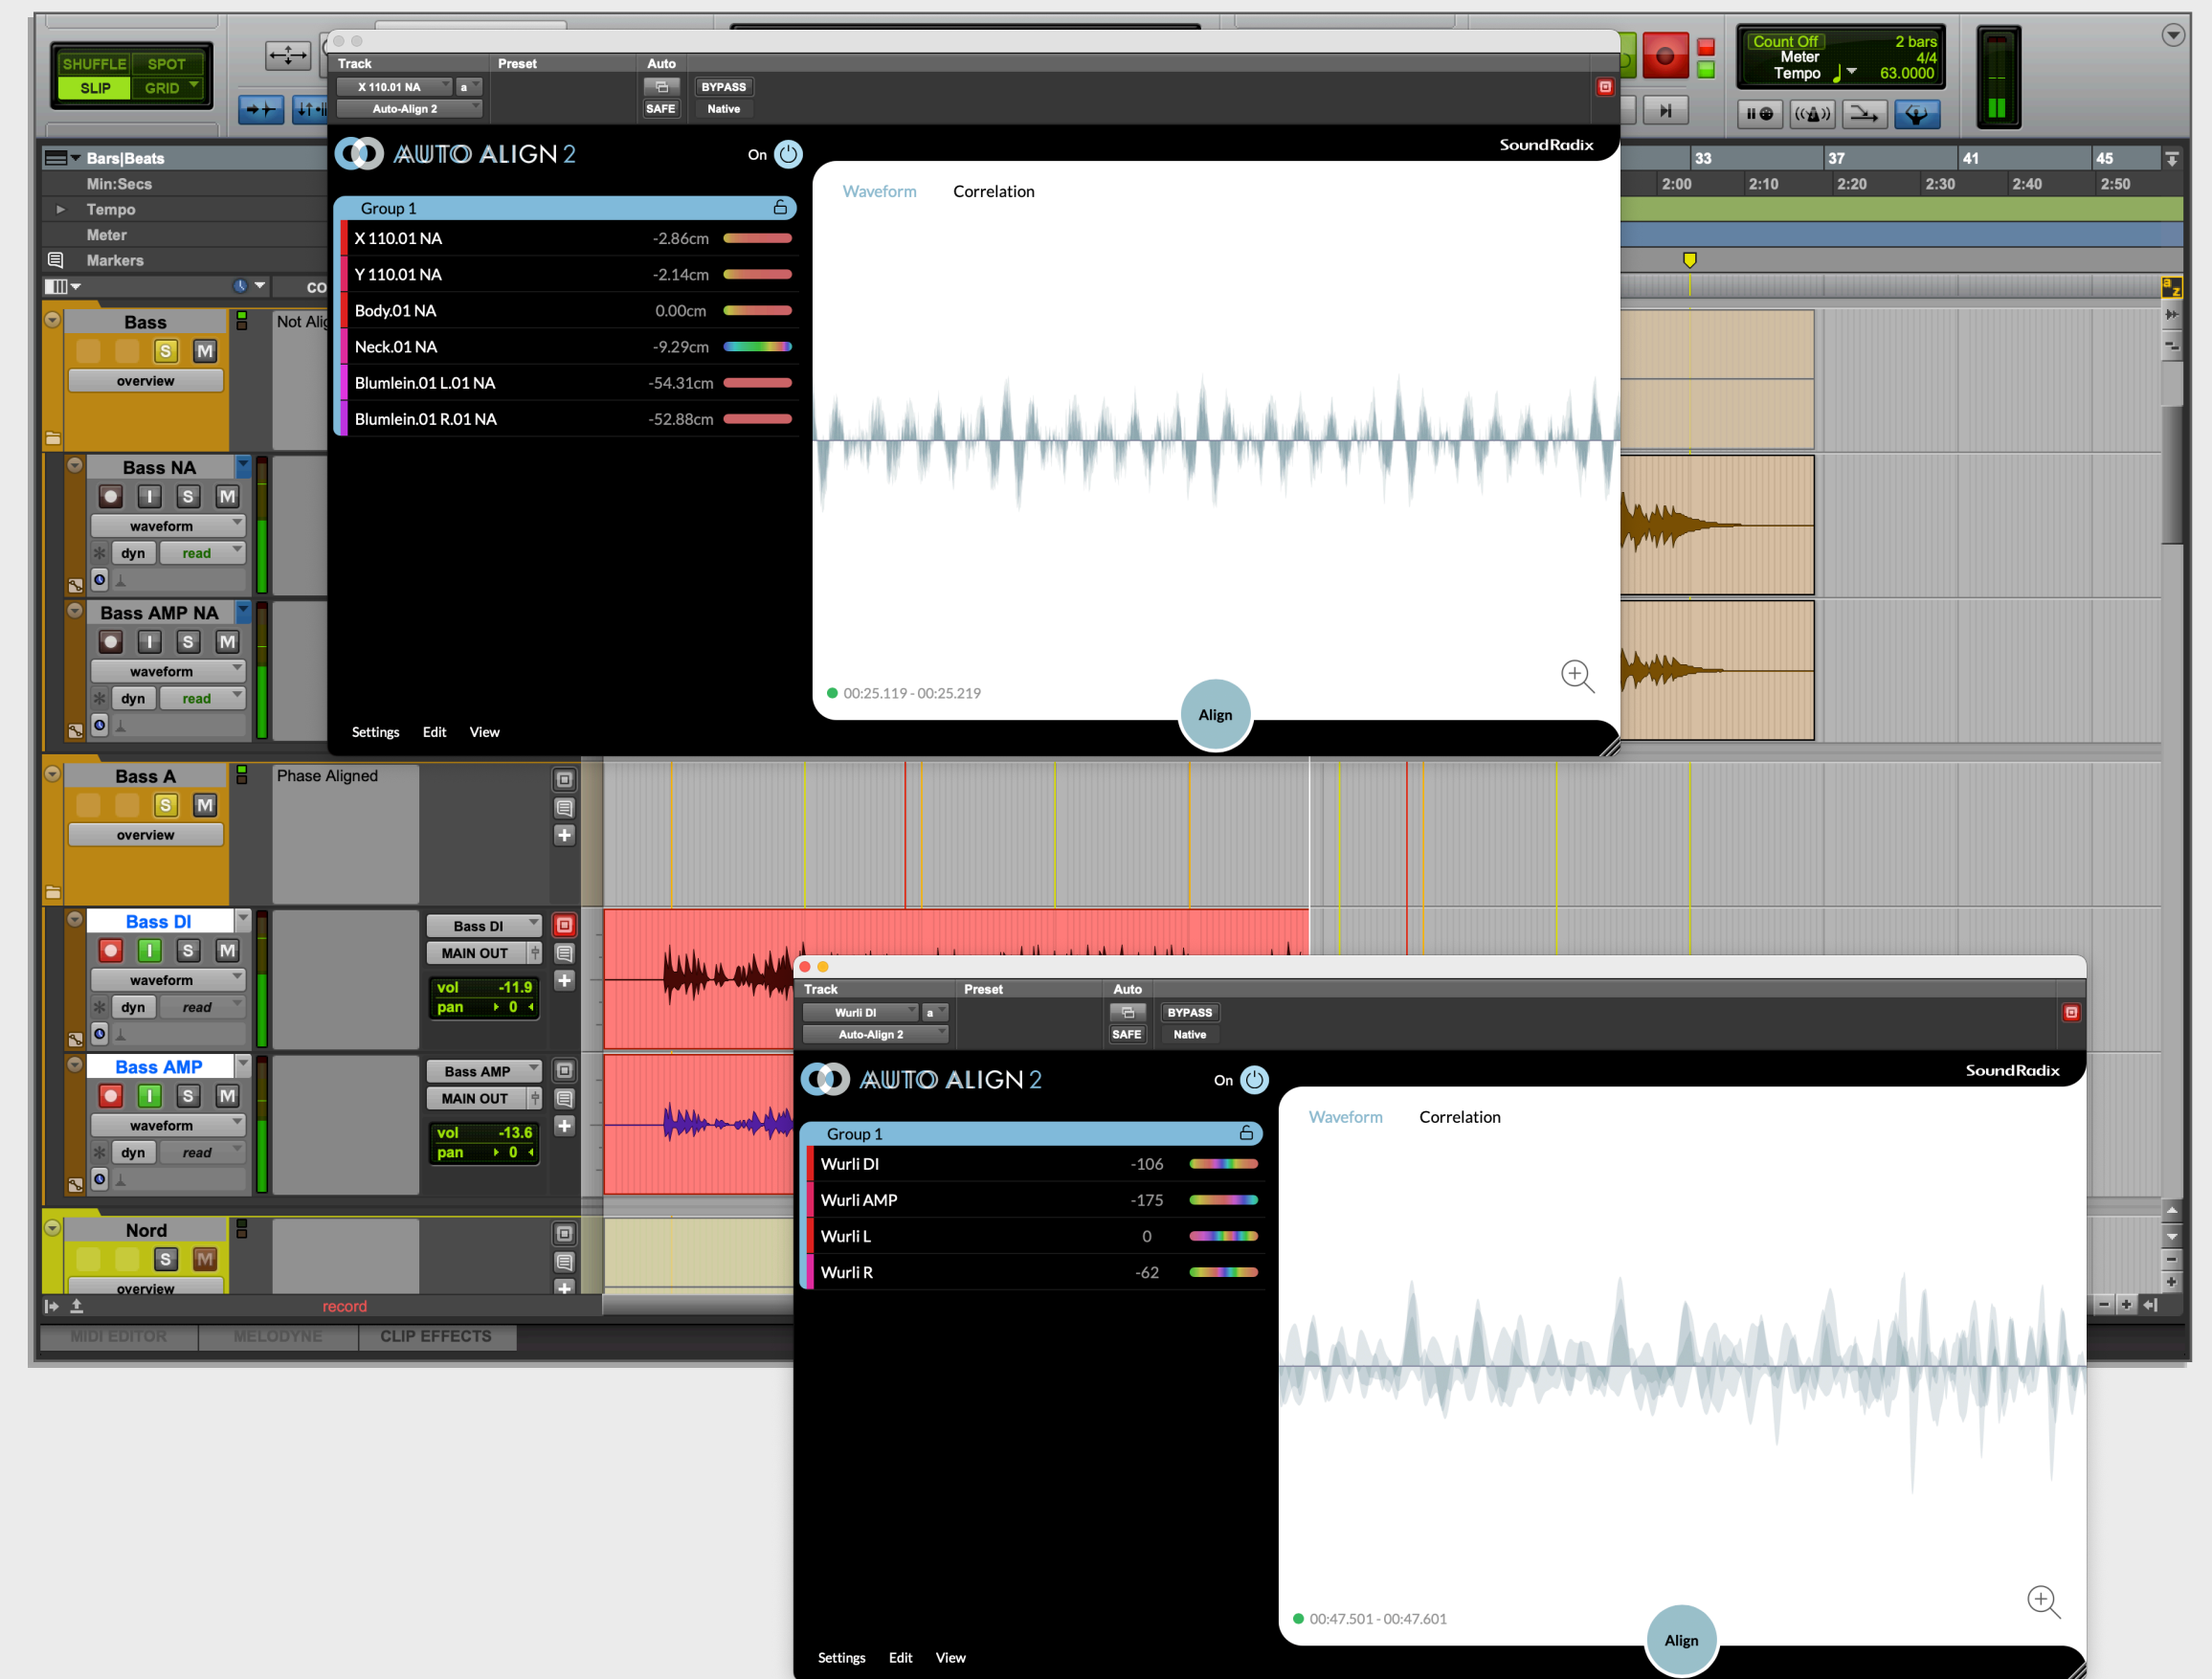 SHUFFLE SPOT
SLIP GRID
Count Off 2 bars
Meter 4/4
Tempo 63.0000
Track Preset Auto
X 110.01 NA a BYPASS
Auto-Align 2 SAFE Native
AUTO ALIGN 2 On SoundRadix
Waveform Correlation
Group 1
X 110.01 NA -2.86cm
Y 110.01 NA -2.14cm
Body.01 NA 0.00cm
Neck.01 NA -9.29cm
Blumlein.01 L.01 NA -54.31cm
Blumlein.01 R.01 NA -52.88cm
00:25.119 - 00:25.219
Align
Settings Edit View
Bars|Beats 33 37 41 45
Min:Secs 2:00 2:10 2:20 2:30 2:40 2:50
Tempo
Meter
Markers
CO
a z
Bass Not Alig
S M
overview
Bass NA
I S M
waveform
dyn read
Bass AMP NA
I S M
waveform
dyn read
Bass A Phase Aligned
S M
overview
Bass DI Bass DI
I S M MAIN OUT
waveform vol -11.9
dyn read pan 0
Bass AMP Bass AMP
I S M MAIN OUT
waveform vol -13.6
dyn read pan 0
Nord
S M
overview
record
MIDI EDITOR MELODYNE CLIP EFFECTS
Track Preset Auto
Wurli DI a BYPASS
Auto-Align 2 SAFE Native
AUTO ALIGN 2 On SoundRadix
Waveform Correlation
Group 1
Wurli DI -106
Wurli AMP -175
Wurli L 0
Wurli R -62
00:47.501 - 00:47.601
Align
Settings Edit View